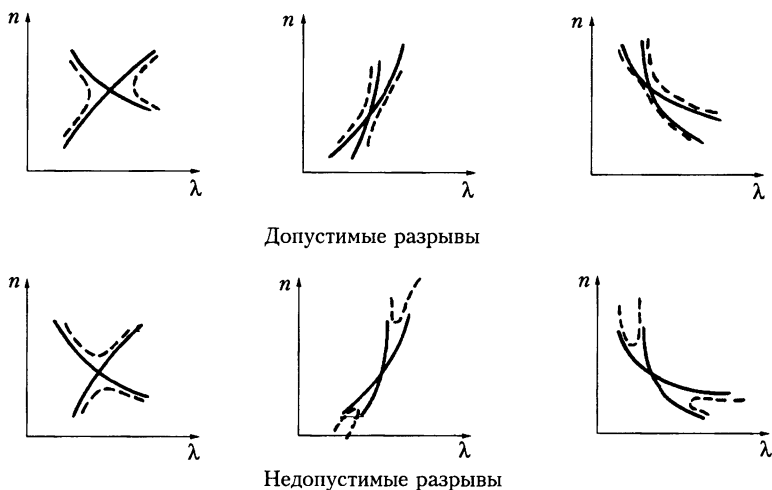 n n n
λ λ λ
Допустимые разрывы
n n n
λ λ λ
Недопустимые разрывы